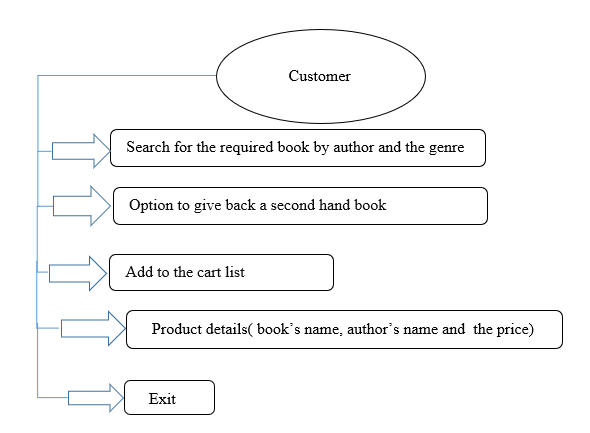 Customer
Search for the required book by author and the genre
Option to give back a second hand book
Add to the cart list
Product details( book’s name, author’s name and the price)
Exit